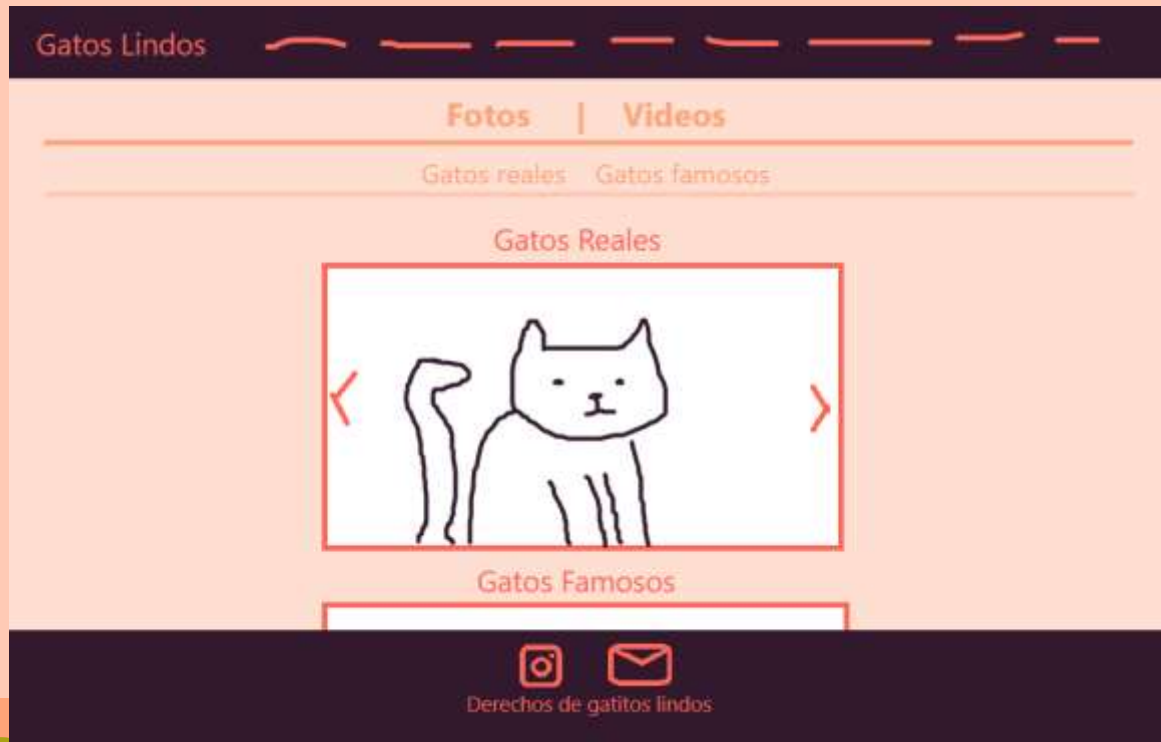 Gatos Lindos
Fotos | Videos
Gatos reales Gatos famosos
Gatos Reales
Gatos Famosos
Derechos de gatitos lindos